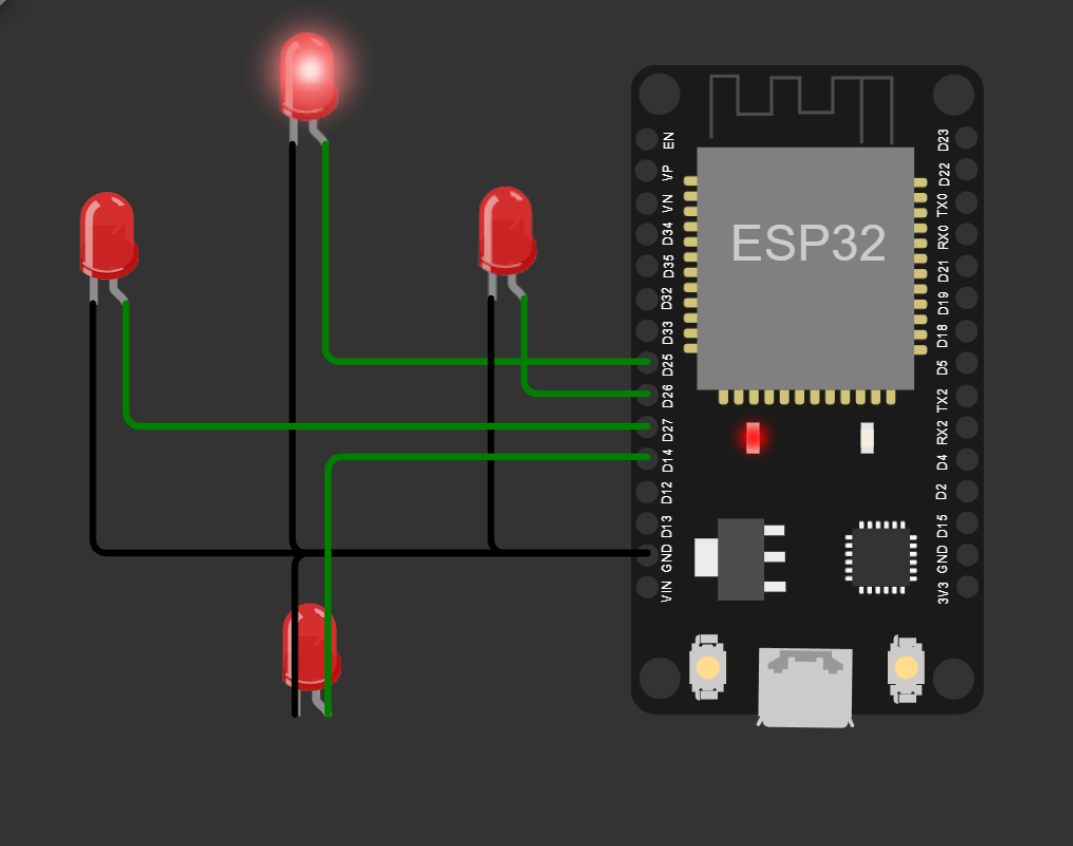 ESP32
EN
VP
VN
D34
D35
D32
D33
D25
D26
D27
D14
D12
D13
GND
VIN
D23
D22
TX0
RX0
D21
D19
D18
D5
TX2
RX2
D4
D2
D15
GND
3V3